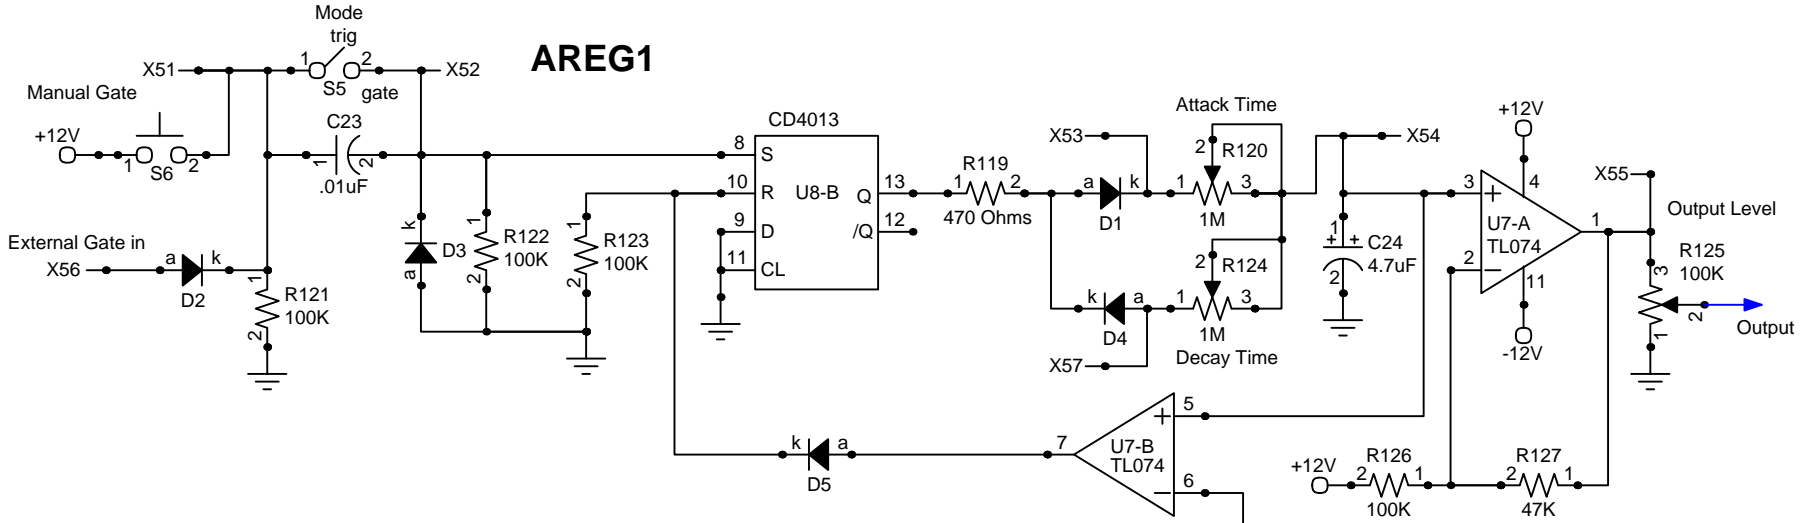 Mode
trig
AREG1
X51
1
2
X52
S5
gate
Manual Gate
+12V
1
2
S6
C23
1
2
.01uF
External Gate in
X56
a
k
D2
1
R121
100K
2
k
D3
a
1
R122
100K
2
1
R123
100K
2
CD4013
8
S
10
R
U8-B
Q
13
9
D
/Q
12
11
CL
R119
1
2
470 Ohms
X53
a
k
D1
Attack Time
2
R120
1
3
1M
X54
2
R124
k
a
1
3
D4
1M
X57
Decay Time
1
+
+
C24
4.7uF
2
+12V
4
3
+
U7-A
TL074
1
2
−
11
-12V
X55
Output Level
R125
100K
3
2
1
Output
k
a
D5
7
+
5
U7-B
TL074
−
6
+12V
R126
2
1
100K
R127
2
1
47K